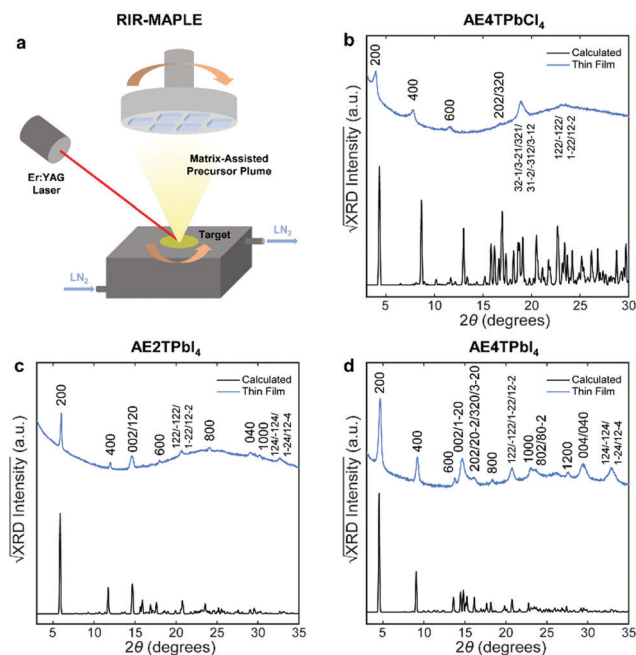 RIR-MAPLE
a
Er:YAG
Laser
Matrix-Assisted
Precursor Plume
Target
LN2
LN2
AE4TPbCl4
b
Calculated
Thin Film
200
400
600
202/320
32-1/3-21/321/
31-2/-312/3-12
122/-122/
1-22/12-2
√XRD Intensity (a.u.)
5 10 15 20 25 30
2θ (degrees)
AE2TPbI4
c
Calculated
Thin Film
200
400
002/120
600
122/-122/
1-22/12-2
800
040
1000
124/-124/
1-24/12-4
√XRD Intensity (a.u.)
5 10 15 20 25 30 35
2θ (degrees)
AE4TPbI4
d
Calculated
Thin Film
200
400
600
002/1-20
202/20-2/320/3-20
800
122/-122/1-22/12-2
1000
802/80-2
1200
004/040
124/-124/
1-24/12-4
√XRD Intensity (a.u.)
5 10 15 20 25 30 35
2θ (degrees)